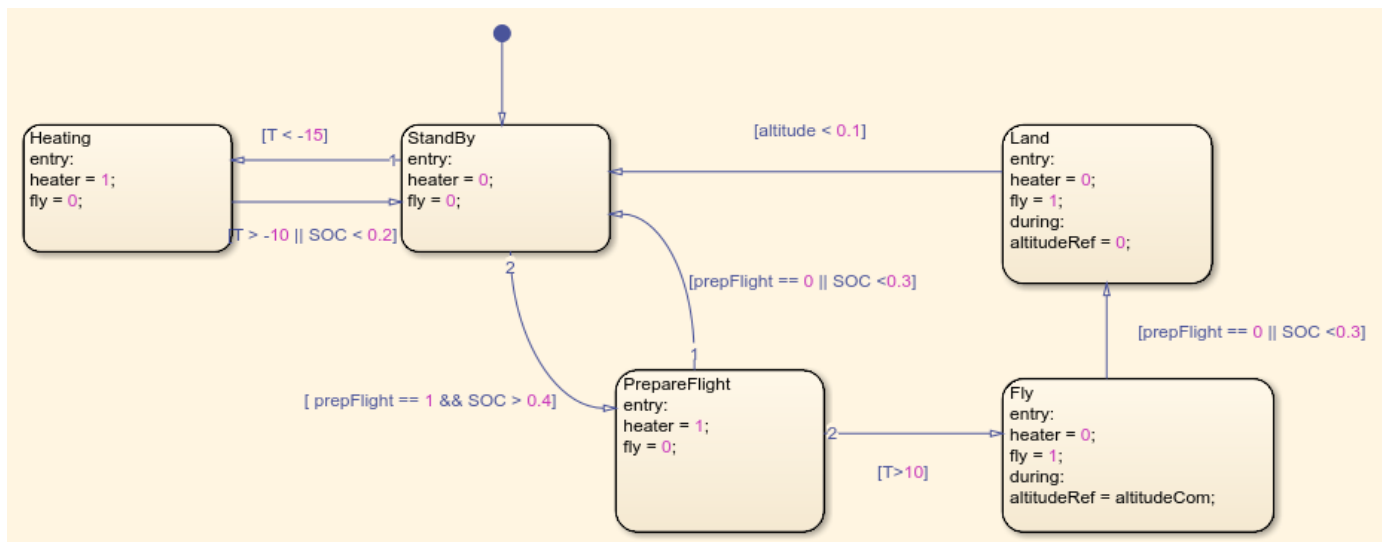 Heating
entry:
heater = 1;
fly = 0;
[T < -15]
1
[T > -10 || SOC < 0.2]
StandBy
entry:
heater = 0;
fly = 0;
2
[ prepFlight == 1 && SOC > 0.4]
[altitude < 0.1]
[prepFlight == 0 || SOC <0.3]
1
PrepareFlight
entry:
heater = 1;
fly = 0;
2
[T>10]
Land
entry:
heater = 0;
fly = 1;
during:
altitudeRef = 0;
[prepFlight == 0 || SOC <0.3]
Fly
entry:
heater = 0;
fly = 1;
during:
altitudeRef = altitudeCom;